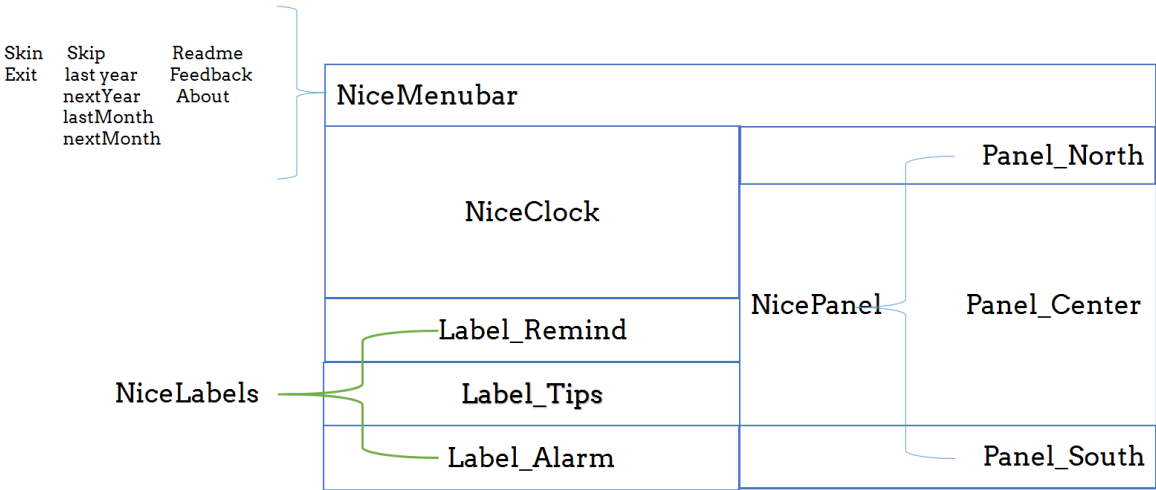 Skin Skip Readme
Exit last year Feedback
nextYear About
lastMonth
nextMonth
NiceMenubar
Panel_North
NiceClock
NicePanel Panel_Center
Label_Remind
NiceLabels Label_Tips
Label_Alarm Panel_South